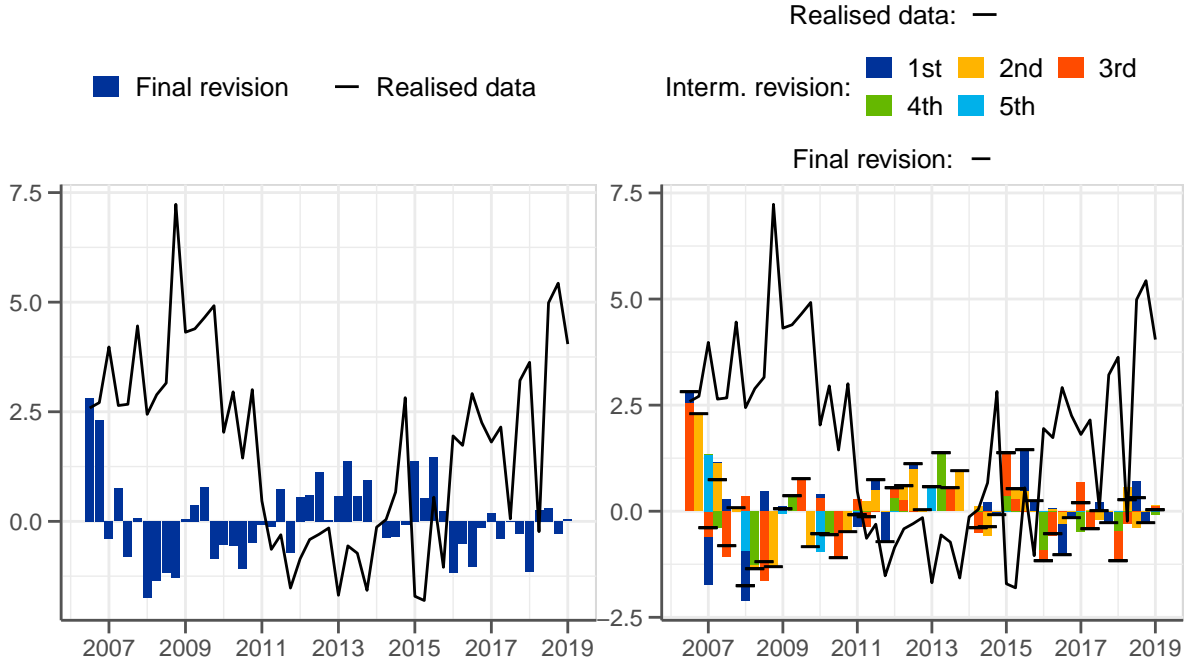 Final revision
Realised data
Realised data:
Interm. revision:
1st
2nd
3rd
4th
5th
Final revision:
7.5
5.0
2.5
0.0
2007 2009 2011 2013 2015 2017 2019
7.5
5.0
2.5
0.0
−2.5
2007 2009 2011 2013 2015 2017 2019